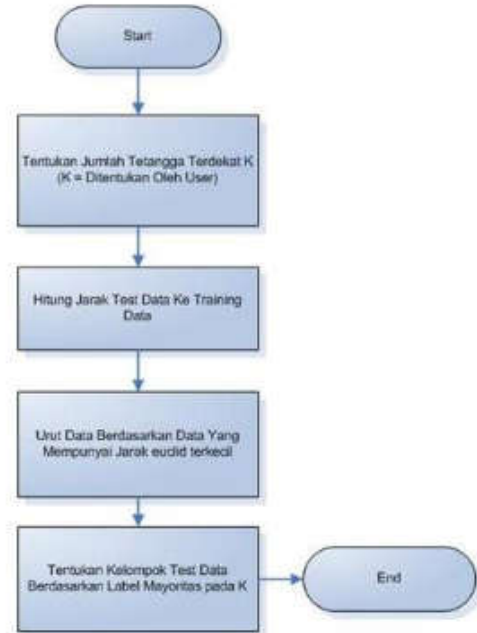 Start
Tentukan Jumlah Tetangga Terdekat K
(K = Ditentukan Oleh User)
Hitung Jarak Test Data Ke Training
Data
Urut Data Berdasarkan Data Yang
Mempunyai Jarak euclid terkecil
Tentukan Kelompok Test Data
Berdasarkan Label Mayoritas pada K
End